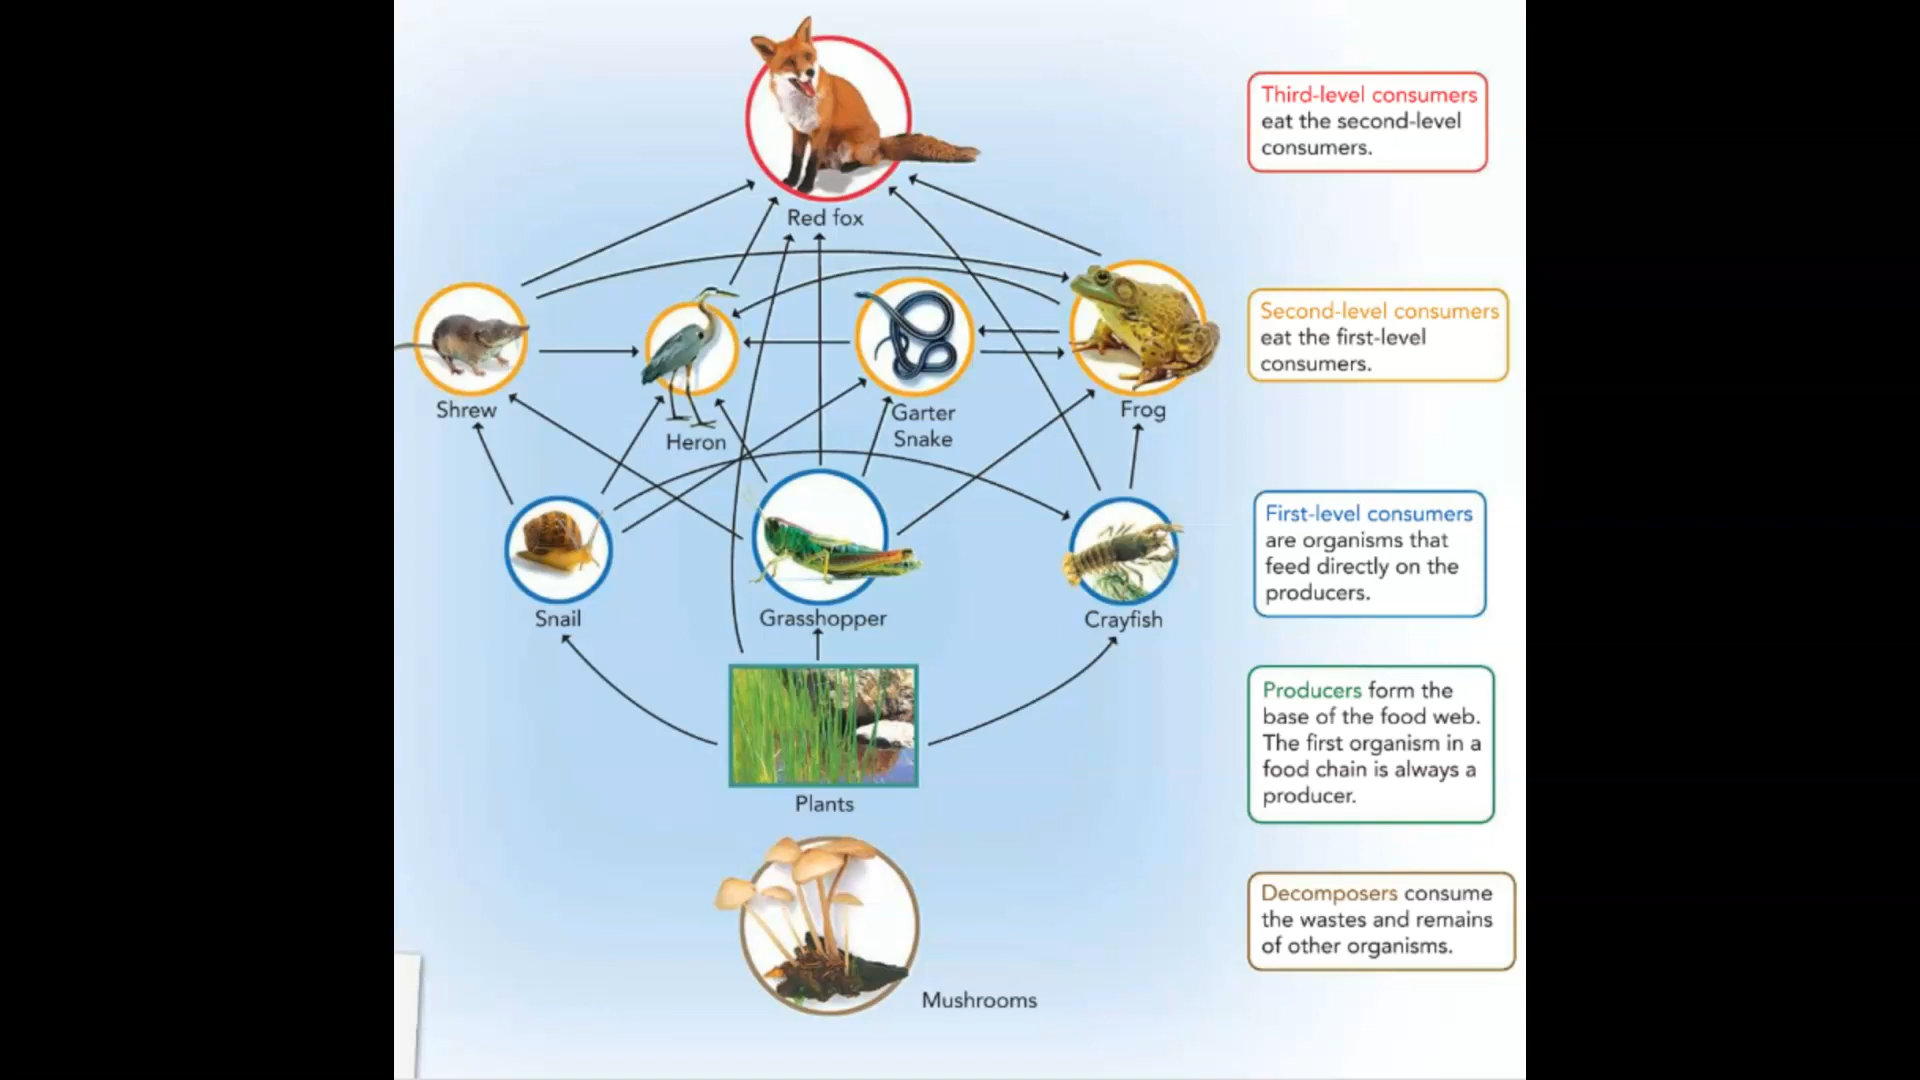 Third-level consumers
eat the second-level
consumers.
Red fox
Second-level consumers
eat the first-level
consumers.
Shrew
Heron
Garter
Snake
Frog
First-level consumers
are organisms that
feed directly on the
producers.
Snail
Grasshopper
Crayfish
Producers form the
base of the food web.
The first organism in a
food chain is always a
producer.
Plants
Decomposers consume
the wastes and remains
of other organisms.
Mushrooms